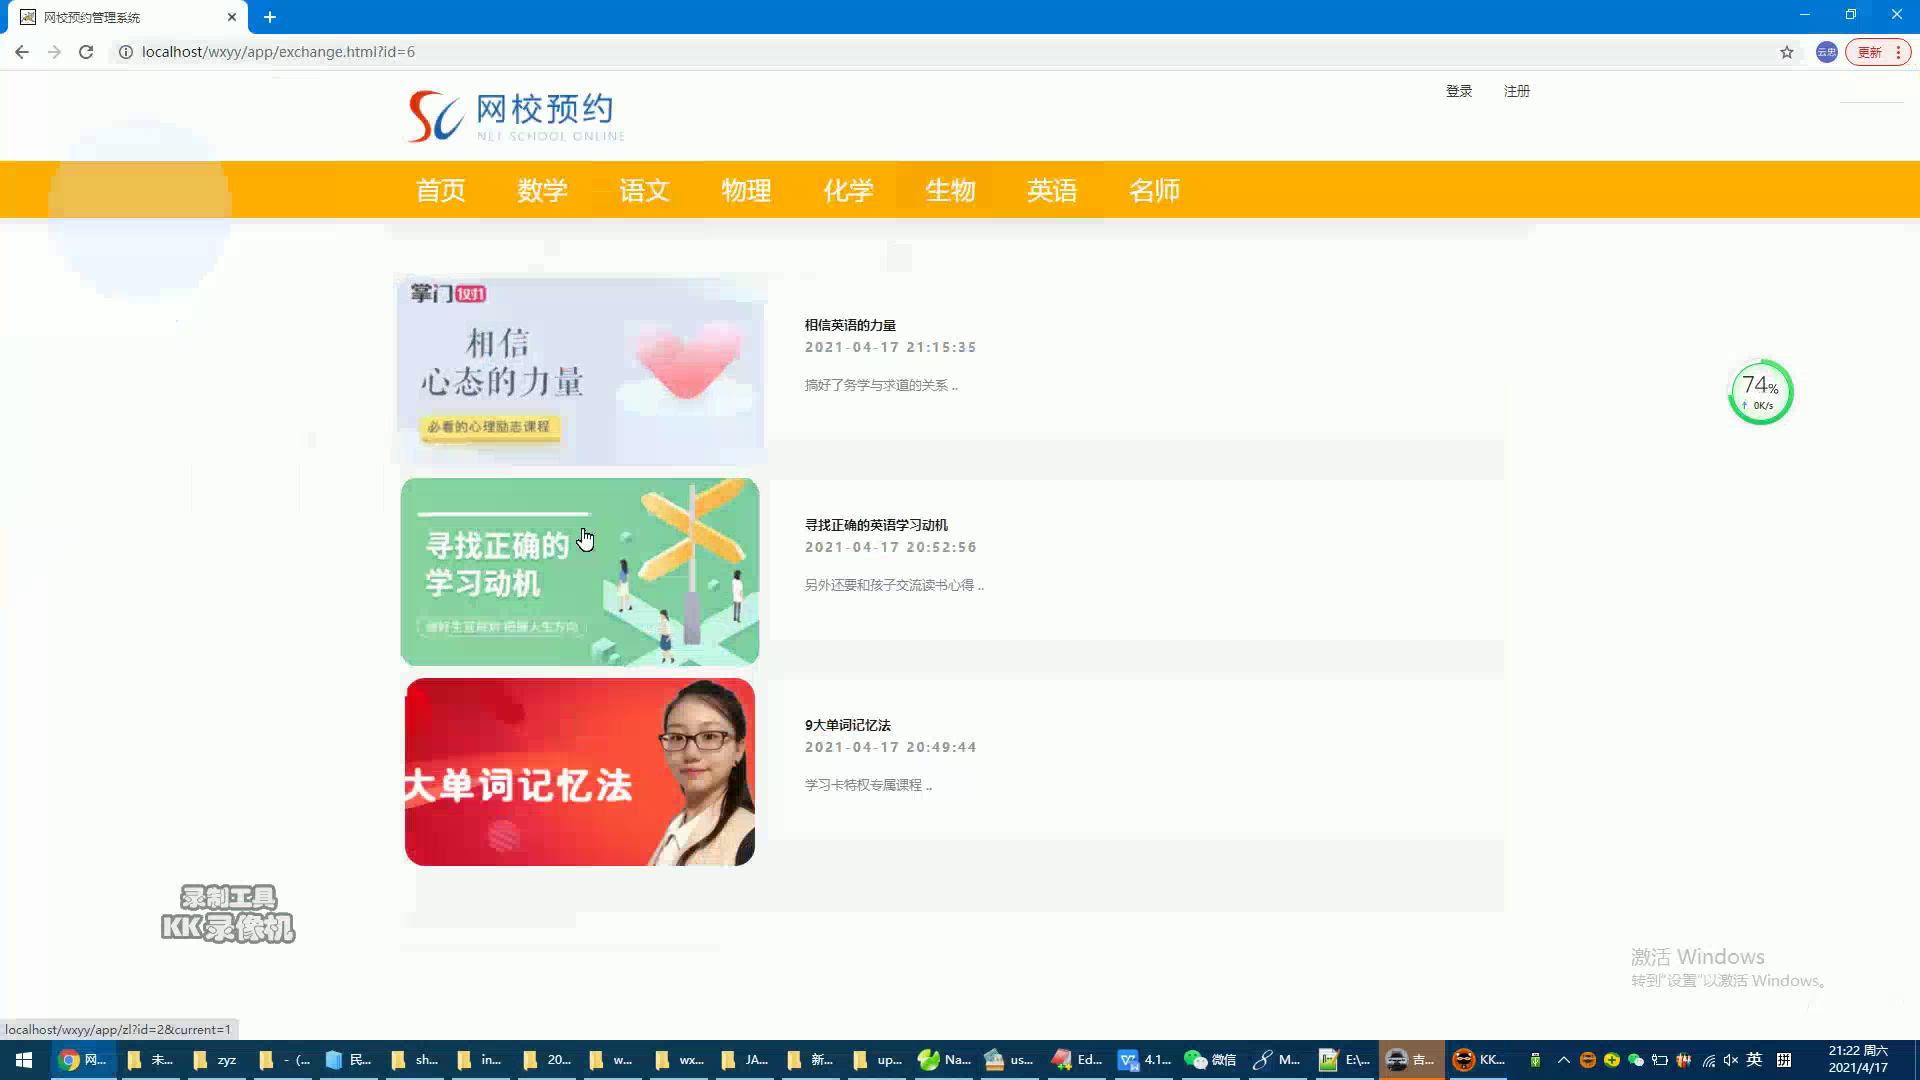 网校预约管理系统
localhost/wxyy/app/exchange.html?id=6
更新
登录 注册
网校预约
NET SCHOOL ONLINE
首页 数学 语文 物理 化学 生物 英语 名师
掌门1对1
相信
心态的力量
必看的心理励志课程
相信英语的力量
2021-04-17 21:15:35
搞好了务学与求道的关系 ..
74%
0K/s
寻找正确的
学习动机
寻找正确的英语学习动机
2021-04-17 20:52:56
另外还要和孩子交流读书心得 ..
大单词记忆法
9大单词记忆法
2021-04-17 20:49:44
学习卡特权专属课程 ..
录制工具
KK录像机
激活 Windows
转到"设置"以激活 Windows。
localhost/wxyy/app/zl?id=2&current=1
网... 未... zyz - (... 民... sh... in... 20... w... wx... JA... 新... up... Na... us... Ed... 4.1... 微信 M... E:\... 吉... KK... 英 拼
21:22 周六
2021/4/17